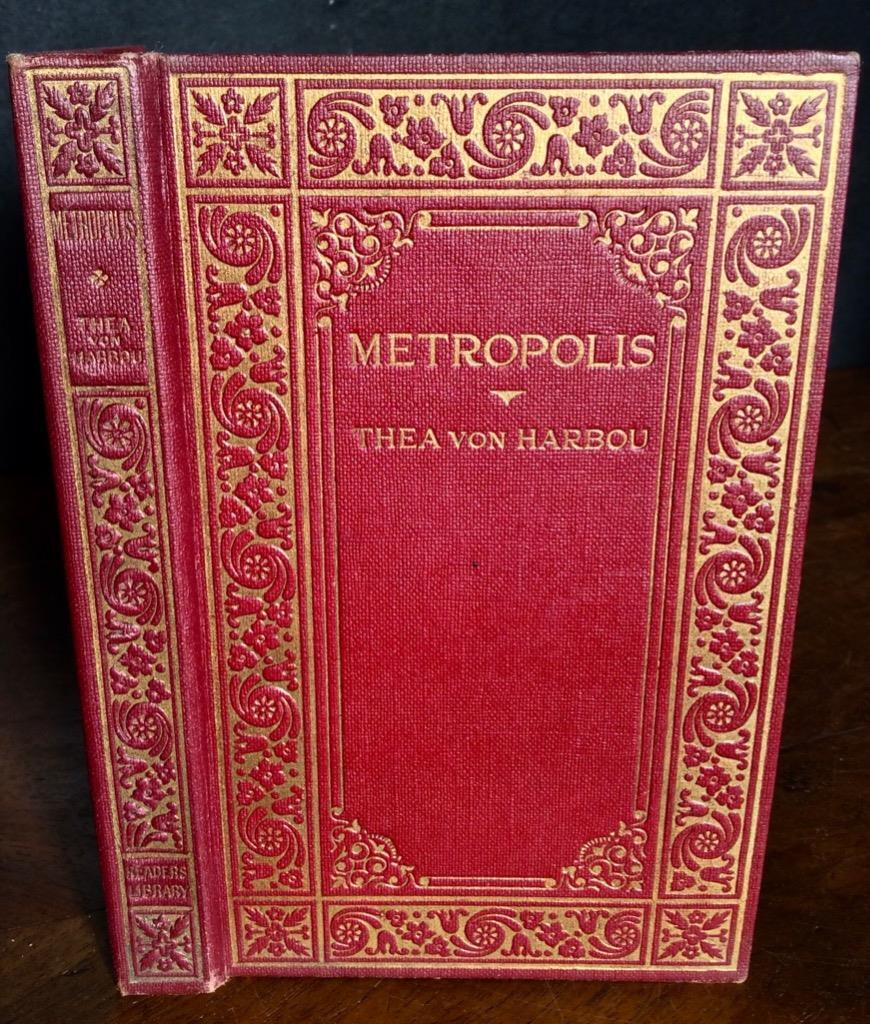 METROPOLIS
THEA
VON
HARBOU
READERS
LIBRARY
METROPOLIS
THEA VON HARBOU